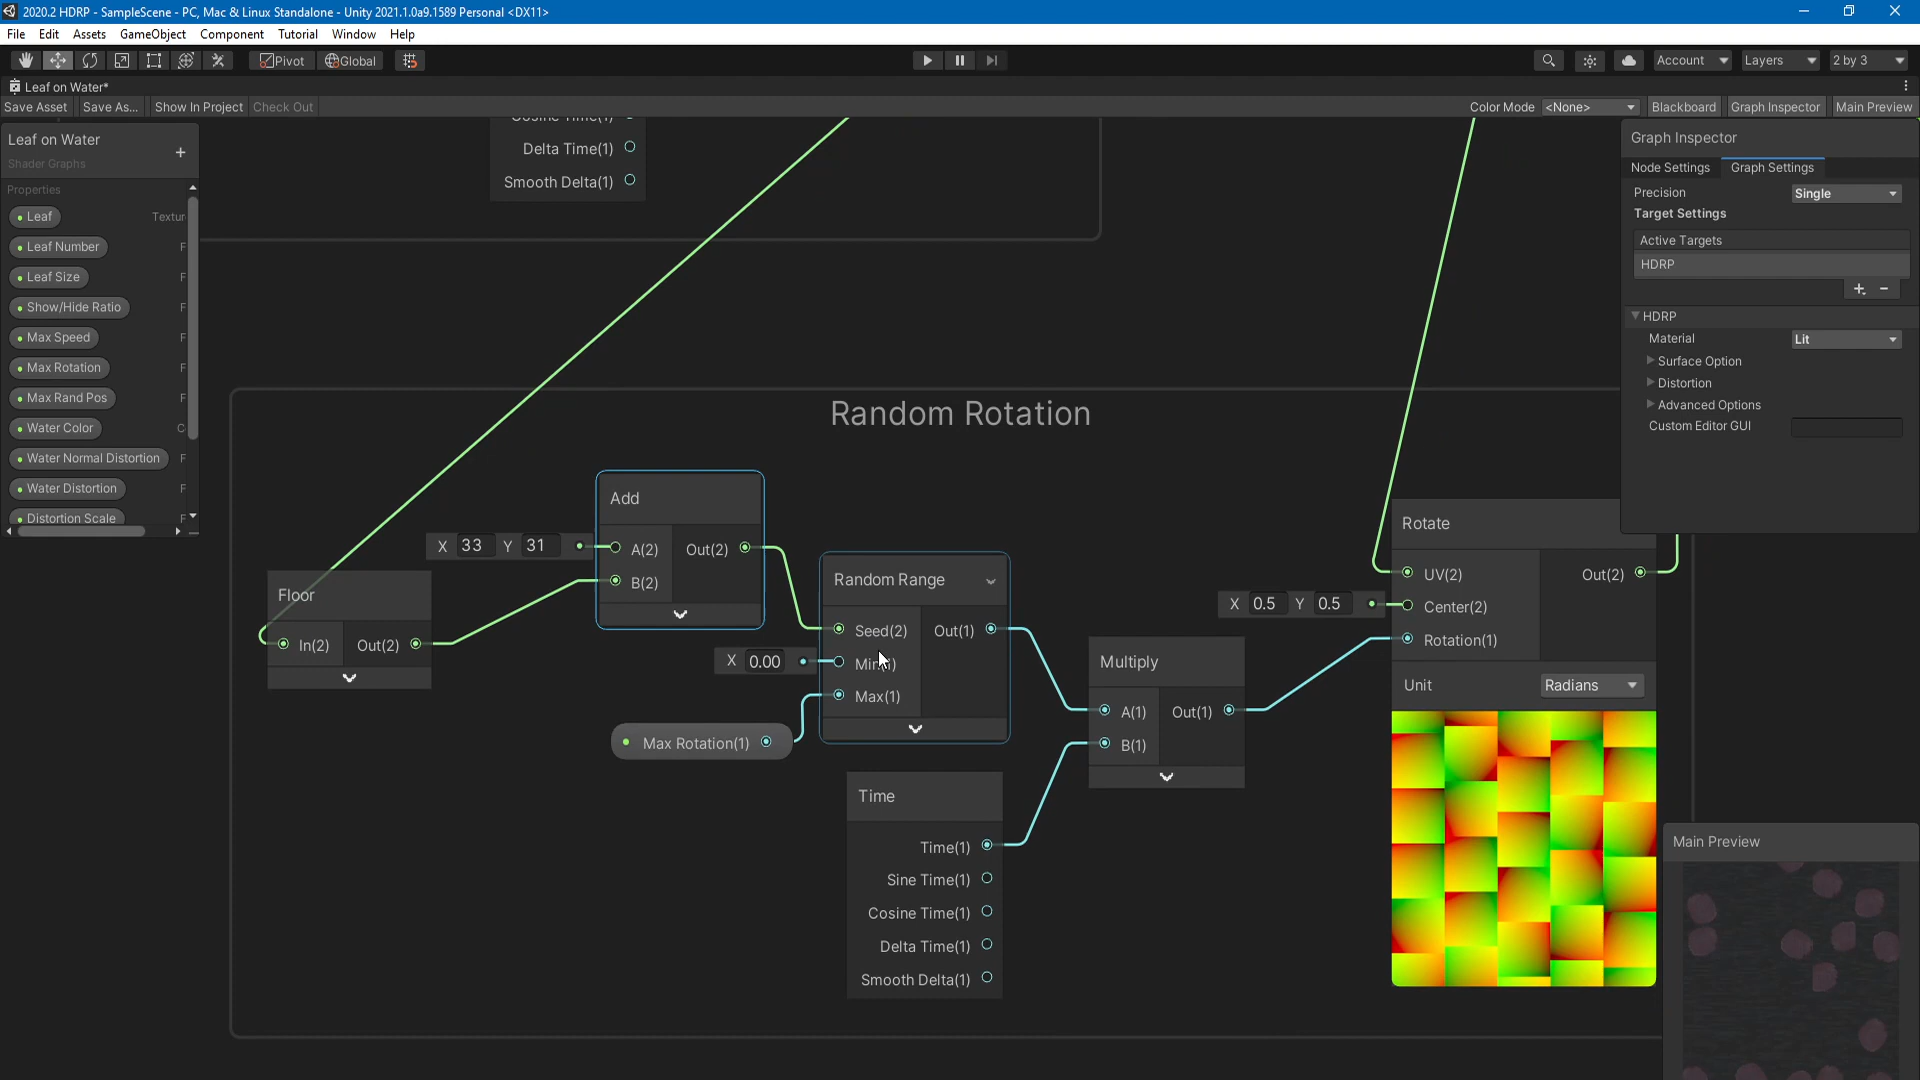 2020.2 HDRP - SampleScene - PC, Mac & Linux Standalone - Unity 2021.1.0a9.1589 Personal <DX11>
File Edit Assets GameObject Component Tutorial Window Help
Pivot Global Account Layers 2 by 3
Leaf on Water*
Save Asset Save As... Show In Project Check Out Color Mode <None> Blackboard Graph Inspector Main Preview
Leaf on Water
Shader Graphs
Properties
Leaf Textur
Leaf Number F
Leaf Size F
Show/Hide Ratio F
Max Speed F
Max Rotation F
Max Rand Pos F
Water Color C
Water Normal Distortion F
Water Distortion F
Distortion Scale F
Cosine Time(1)
Delta Time(1)
Smooth Delta(1)
Graph Inspector
Node Settings Graph Settings
Precision Single
Target Settings
Active Targets
HDRP
HDRP
Material Lit
Surface Option
Distortion
Advanced Options
Custom Editor GUI
Random Rotation
Floor
In(2) Out(2)
Add
X 33 Y 31
A(2) Out(2)
B(2)
Random Range
Seed(2) Out(1)
X 0.00
Max(1)
Max Rotation(1)
Time
Time(1)
Sine Time(1)
Cosine Time(1)
Delta Time(1)
Smooth Delta(1)
Multiply
A(1) Out(1)
B(1)
Rotate
UV(2) Out(2)
X 0.5 Y 0.5
Center(2)
Rotation(1)
Unit Radians
Main Preview